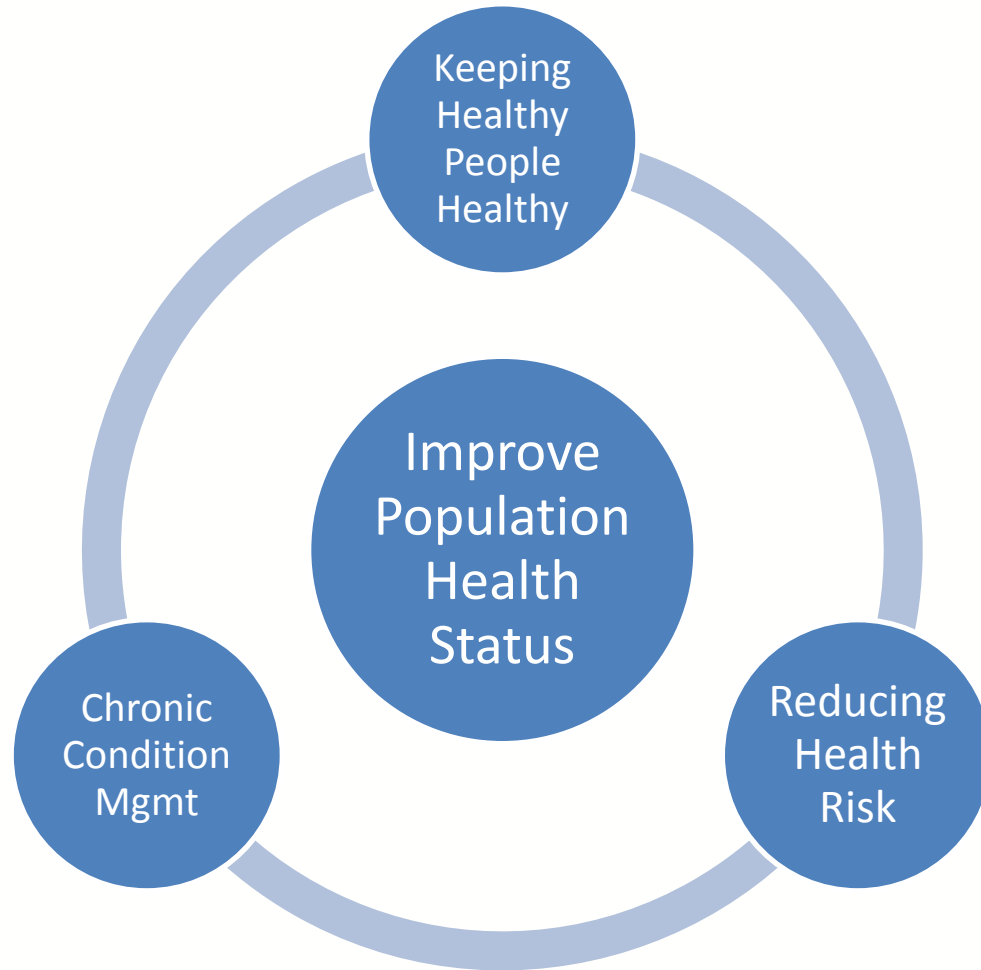 Keeping
Healthy
People
Healthy
Improve
Population
Health
Status
Chronic
Condition
Mgmt
Reducing
Health
Risk